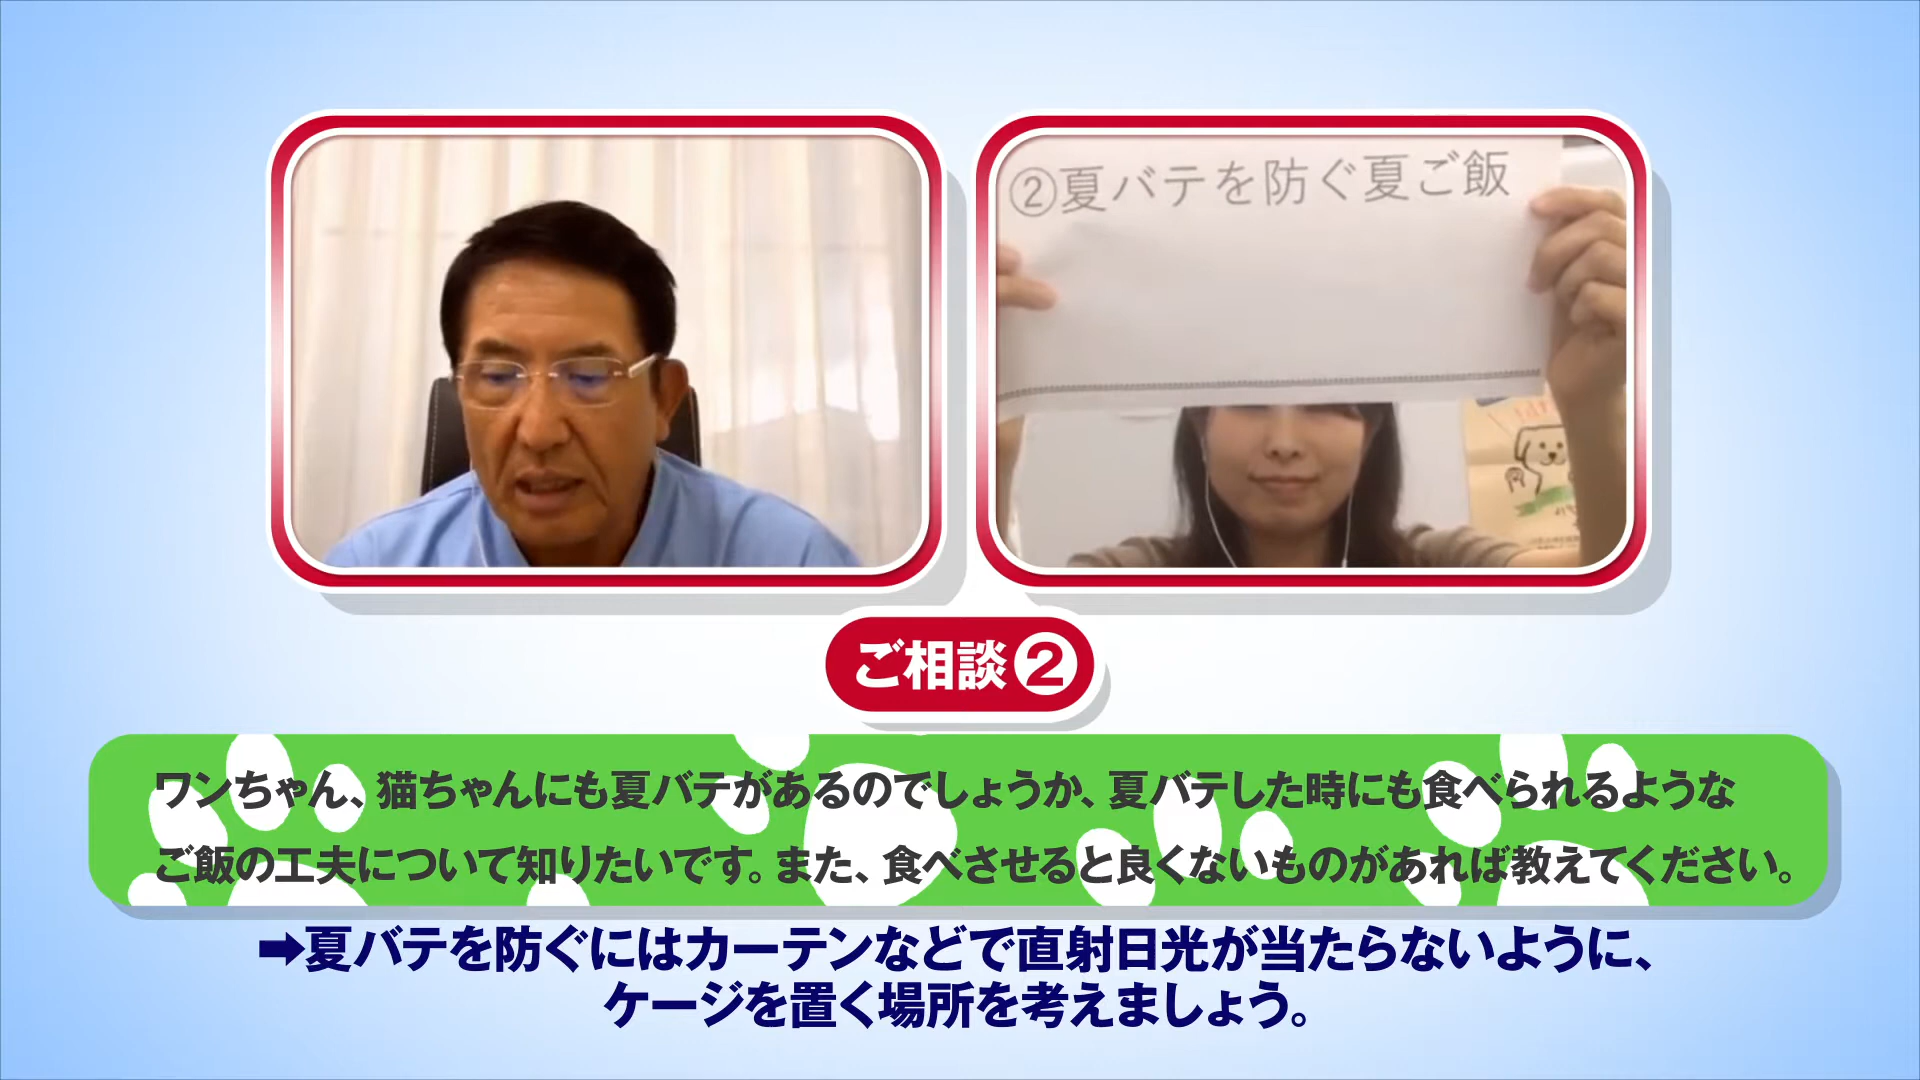 ②夏バテを防ぐ夏ご飯
ご相談❷
ワンちゃん、猫ちゃんにも夏バテがあるのでしょうか、夏バテした時にも食べられるような
ご飯の工夫について知りたいです。また、食べさせると良くないものがあれば教えてください。
➡夏バテを防ぐにはカーテンなどで直射日光が当たらないように、
ケージを置く場所を考えましょう。